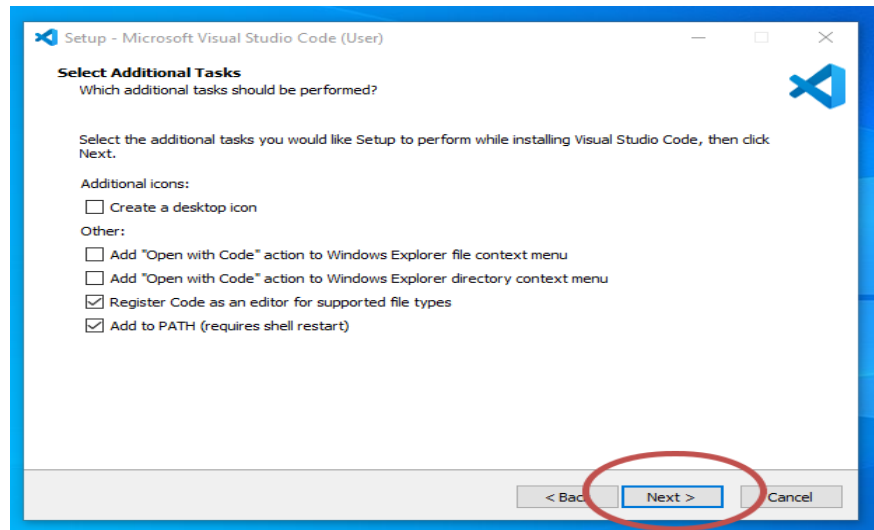 Setup - Microsoft Visual Studio Code (User)
Select Additional Tasks
Which additional tasks should be performed?
Select the additional tasks you would like Setup to perform while installing Visual Studio Code, then click
Next.
Additional icons:
Create a desktop icon
Other:
Add "Open with Code" action to Windows Explorer file context menu
Add "Open with Code" action to Windows Explorer directory context menu
Register Code as an editor for supported file types
Add to PATH (requires shell restart)
< Back Next > Cancel